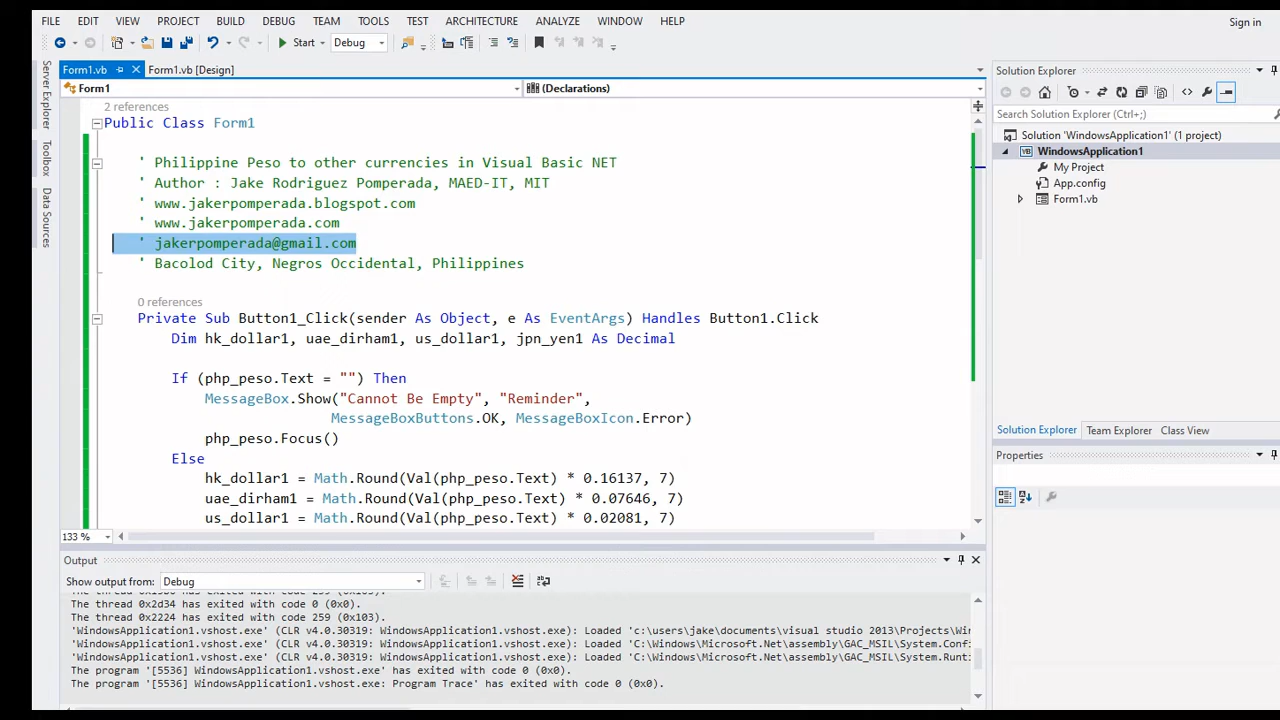 FILE EDIT VIEW PROJECT BUILD DEBUG TEAM TOOLS TEST ARCHITECTURE ANALYZE WINDOW HELP
Sign in
Start Debug
Form1.vb Form1.vb [Design]
Form1 (Declarations)
Server Explorer
Toolbox
Data Sources
2 references
Public Class Form1
' Philippine Peso to other currencies in Visual Basic NET
' Author : Jake Rodriguez Pomperada, MAED-IT, MIT
' www.jakerpomperada.blogspot.com
' www.jakerpomperada.com
' jakerpomperada@gmail.com
' Bacolod City, Negros Occidental, Philippines
0 references
Private Sub Button1_Click(sender As Object, e As EventArgs) Handles Button1.Click
Dim hk_dollar1, uae_dirham1, us_dollar1, jpn_yen1 As Decimal
If (php_peso.Text = "") Then
MessageBox.Show("Cannot Be Empty", "Reminder",
MessageBoxButtons.OK, MessageBoxIcon.Error)
php_peso.Focus()
Else
hk_dollar1 = Math.Round(Val(php_peso.Text) * 0.16137, 7)
uae_dirham1 = Math.Round(Val(php_peso.Text) * 0.07646, 7)
us_dollar1 = Math.Round(Val(php_peso.Text) * 0.02081, 7)
133 %
Output
Show output from: Debug
The thread 0x2d34 has exited with code 0 (0x0).
The thread 0x2224 has exited with code 259 (0x103).
'WindowsApplication1.vshost.exe' (CLR v4.0.30319: WindowsApplication1.vshost.exe): Loaded 'c:\users\jake\documents\visual studio 2013\Projects\Win
'WindowsApplication1.vshost.exe' (CLR v4.0.30319: WindowsApplication1.vshost.exe): Loaded 'C:\Windows\Microsoft.Net\assembly\GAC_MSIL\System.Confi
'WindowsApplication1.vshost.exe' (CLR v4.0.30319: WindowsApplication1.vshost.exe): Loaded 'C:\Windows\Microsoft.Net\assembly\GAC_MSIL\System.Runti
The program '[5536] WindowsApplication1.vshost.exe' has exited with code 0 (0x0).
The program '[5536] WindowsApplication1.vshost.exe: Program Trace' has exited with code 0 (0x0).
Solution Explorer
Search Solution Explorer (Ctrl+;)
Solution 'WindowsApplication1' (1 project)
WindowsApplication1
My Project
App.config
Form1.vb
Solution Explorer Team Explorer Class View
Properties